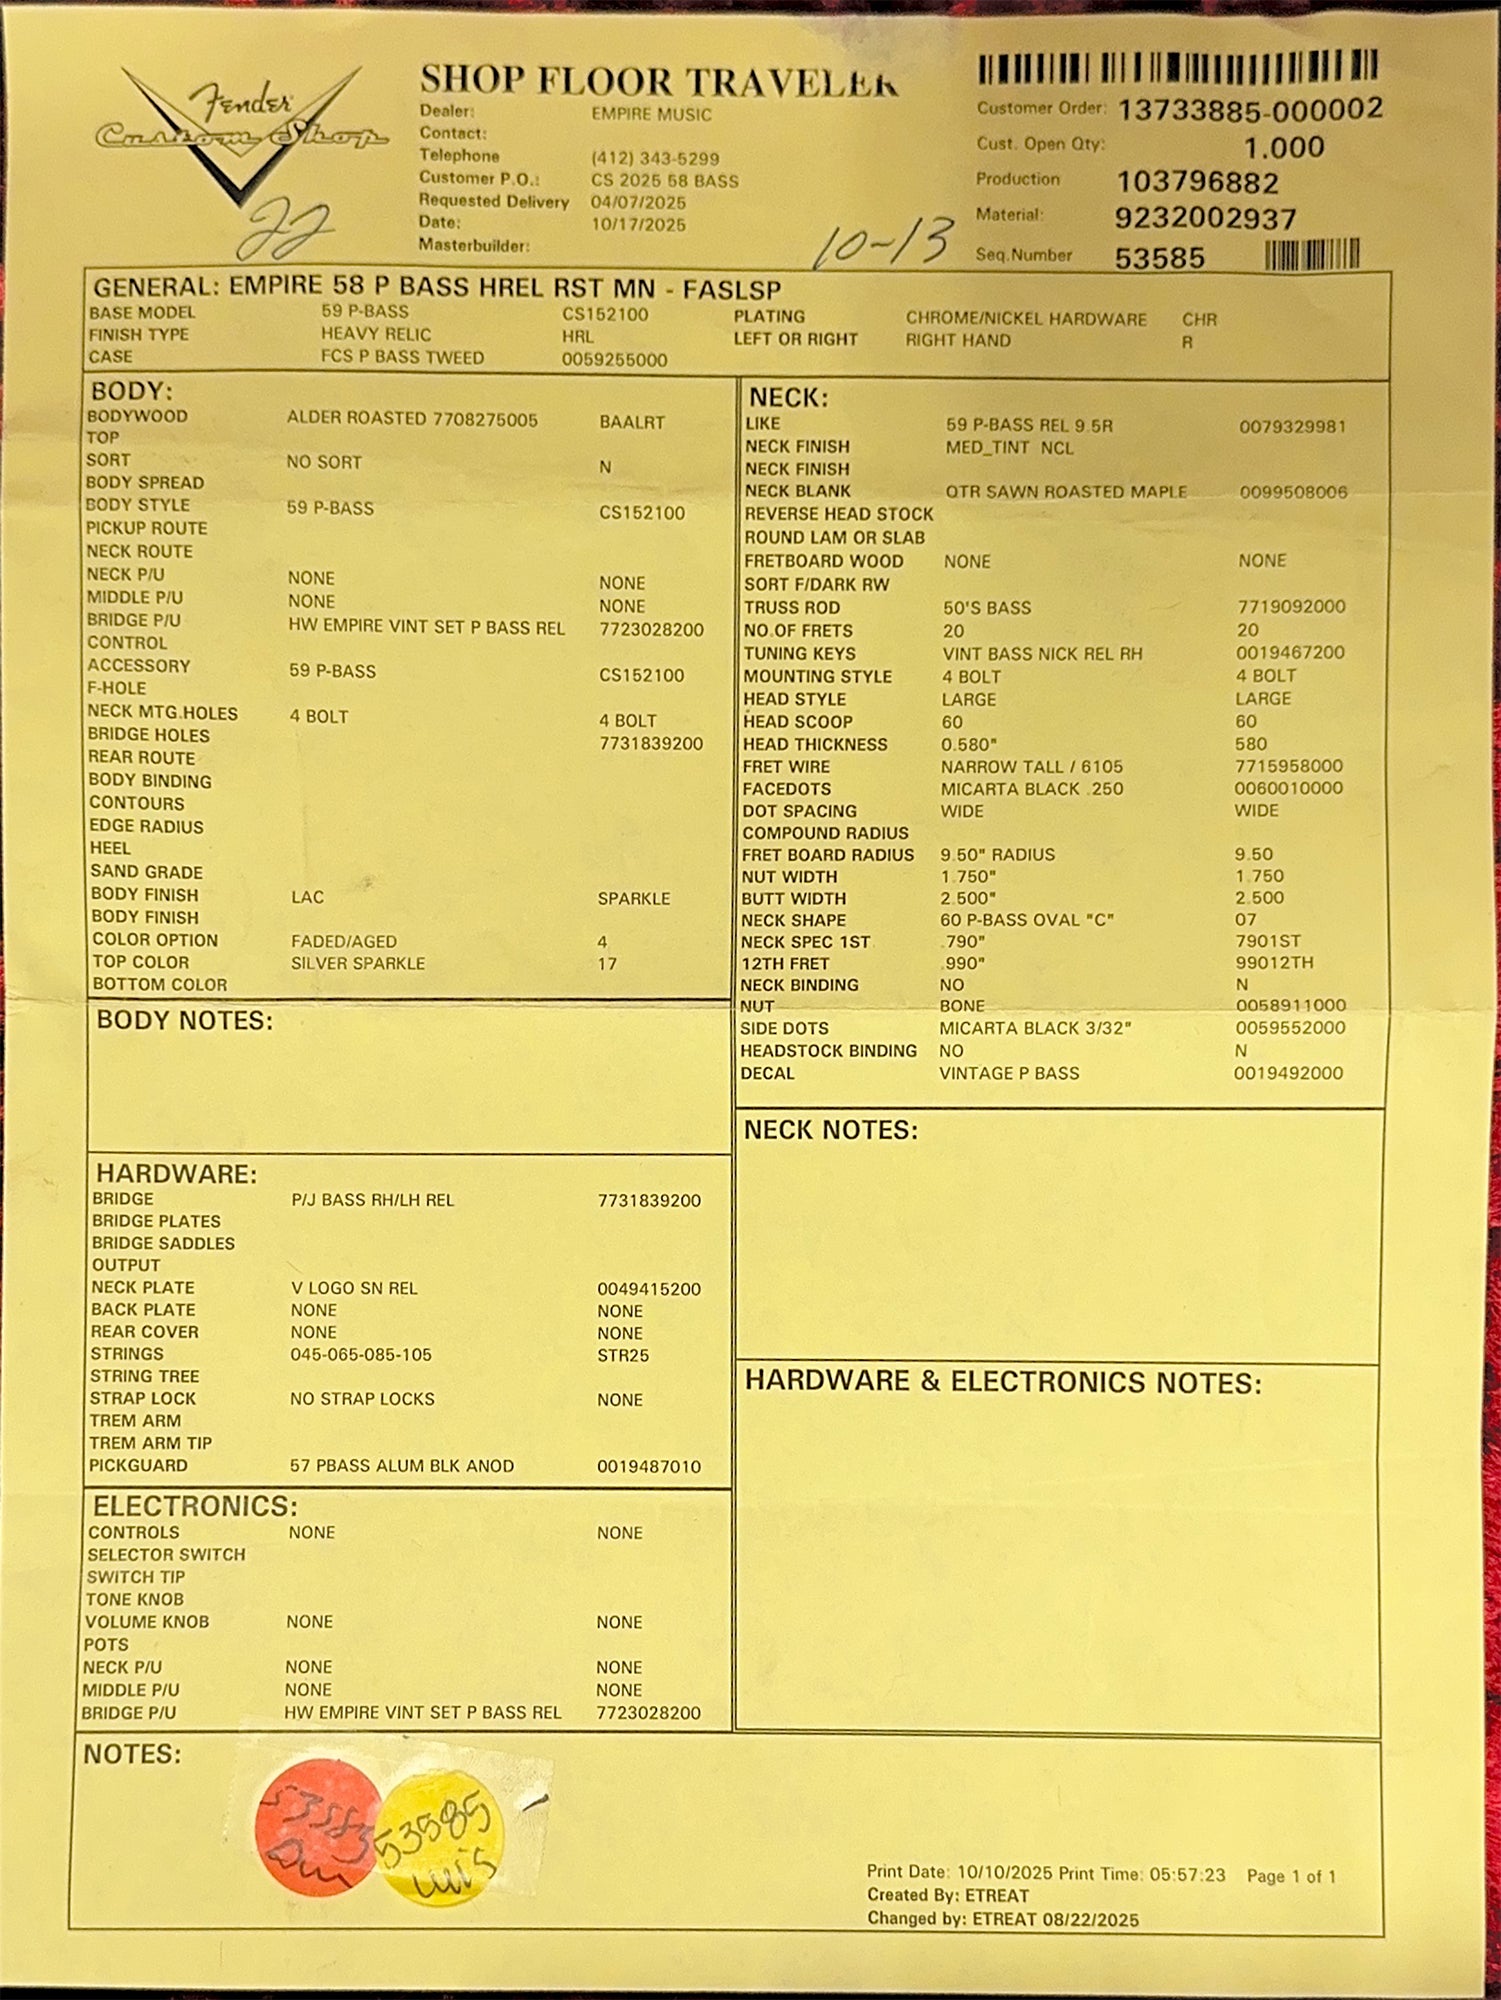 Fender
Custom Shop
22
SHOP FLOOR TRAVELER
Dealer: EMPIRE MUSIC
Contact:
Telephone (412) 343-5299
Customer P.O.: CS 2025 58 BASS
Requested Delivery 04/07/2025
Date: 10/17/2025
Masterbuilder:
10-13
Customer Order: 13733885-000002
Cust. Open Qty: 1.000
Production 103796882
Material: 9232002937
Seq.Number 53585
GENERAL: EMPIRE 58 P BASS HREL RST MN - FASLSP
BASE MODEL 59 P-BASS CS152100 PLATING CHROME/NICKEL HARDWARE CHR
FINISH TYPE HEAVY RELIC HRL LEFT OR RIGHT RIGHT HAND R
CASE FCS P BASS TWEED 0059255000
BODY:
BODYWOOD ALDER ROASTED 7708275005 BAALRT
TOP
SORT NO SORT N
BODY SPREAD
BODY STYLE 59 P-BASS CS152100
PICKUP ROUTE
NECK ROUTE
NECK P/U NONE NONE
MIDDLE P/U NONE NONE
BRIDGE P/U HW EMPIRE VINT SET P BASS REL 7723028200
CONTROL
ACCESSORY 59 P-BASS CS152100
F-HOLE
NECK MTG.HOLES 4 BOLT 4 BOLT
BRIDGE HOLES 7731839200
REAR ROUTE
BODY BINDING
CONTOURS
EDGE RADIUS
HEEL
SAND GRADE
BODY FINISH LAC SPARKLE
BODY FINISH
COLOR OPTION FADED/AGED 4
TOP COLOR SILVER SPARKLE 17
BOTTOM COLOR
BODY NOTES:
HARDWARE:
BRIDGE P/J BASS RH/LH REL 7731839200
BRIDGE PLATES
BRIDGE SADDLES
OUTPUT
NECK PLATE V LOGO SN REL 0049415200
BACK PLATE NONE NONE
REAR COVER NONE NONE
STRINGS 045-065-085-105 STR25
STRING TREE
STRAP LOCK NO STRAP LOCKS NONE
TREM ARM
TREM ARM TIP
PICKGUARD 57 PBASS ALUM BLK ANOD 0019487010
ELECTRONICS:
CONTROLS NONE NONE
SELECTOR SWITCH
SWITCH TIP
TONE KNOB
VOLUME KNOB NONE NONE
POTS
NECK P/U NONE NONE
MIDDLE P/U NONE NONE
BRIDGE P/U HW EMPIRE VINT SET P BASS REL 7723028200
NECK:
LIKE 59 P-BASS REL 9.5R 0079329981
NECK FINISH MED_TINT NCL
NECK FINISH
NECK BLANK QTR SAWN ROASTED MAPLE 0099508006
REVERSE HEAD STOCK
ROUND LAM OR SLAB
FRETBOARD WOOD NONE NONE
SORT F/DARK RW
TRUSS ROD 50'S BASS 7719092000
NO.OF FRETS 20 20
TUNING KEYS VINT BASS NICK REL RH 0019467200
MOUNTING STYLE 4 BOLT 4 BOLT
HEAD STYLE LARGE LARGE
HEAD SCOOP 60 60
HEAD THICKNESS 0.580" 580
FRET WIRE NARROW TALL / 6105 7715958000
FACEDOTS MICARTA BLACK .250 0060010000
DOT SPACING WIDE WIDE
COMPOUND RADIUS
FRET BOARD RADIUS 9.50" RADIUS 9.50
NUT WIDTH 1.750" 1.750
BUTT WIDTH 2.500" 2.500
NECK SHAPE 60 P-BASS OVAL "C" 07
NECK SPEC 1ST .790" 7901ST
12TH FRET .990" 99012TH
NECK BINDING NO N
NUT BONE 0058911000
SIDE DOTS MICARTA BLACK 3/32" 0059552000
HEADSTOCK BINDING NO N
DECAL VINTAGE P BASS 0019492000
NECK NOTES:
HARDWARE & ELECTRONICS NOTES:
NOTES:
53585
Luis
Print Date: 10/10/2025 Print Time: 05:57:23 Page 1 of 1
Created By: ETREAT
Changed by: ETREAT 08/22/2025